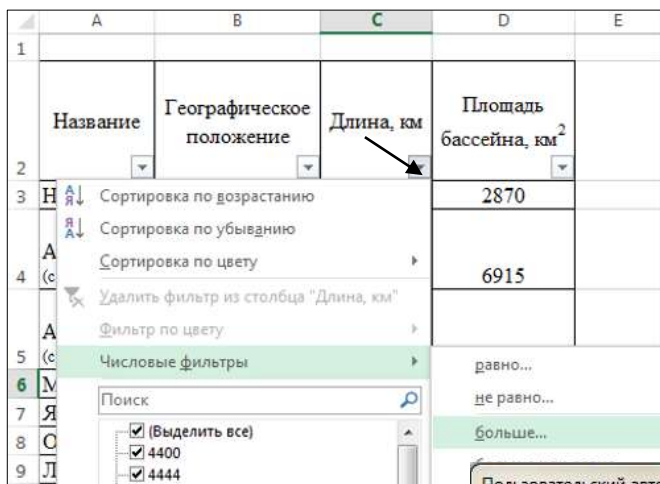 A B C D E
1
Название
Географическое
положение
Длина, км
Площадь
бассейна, км²
2
3 Н 2870
А
4 (с 6915
А
5 (с
6 М
7 Я
8 О
9 Л
Сортировка по возрастанию
Сортировка по убыванию
Сортировка по цвету
Удалить фильтр из столбца "Длина, км"
Фильтр по цвету
Числовые фильтры
Поиск
(Выделить все)
4400
4444
равно...
не равно...
больше...